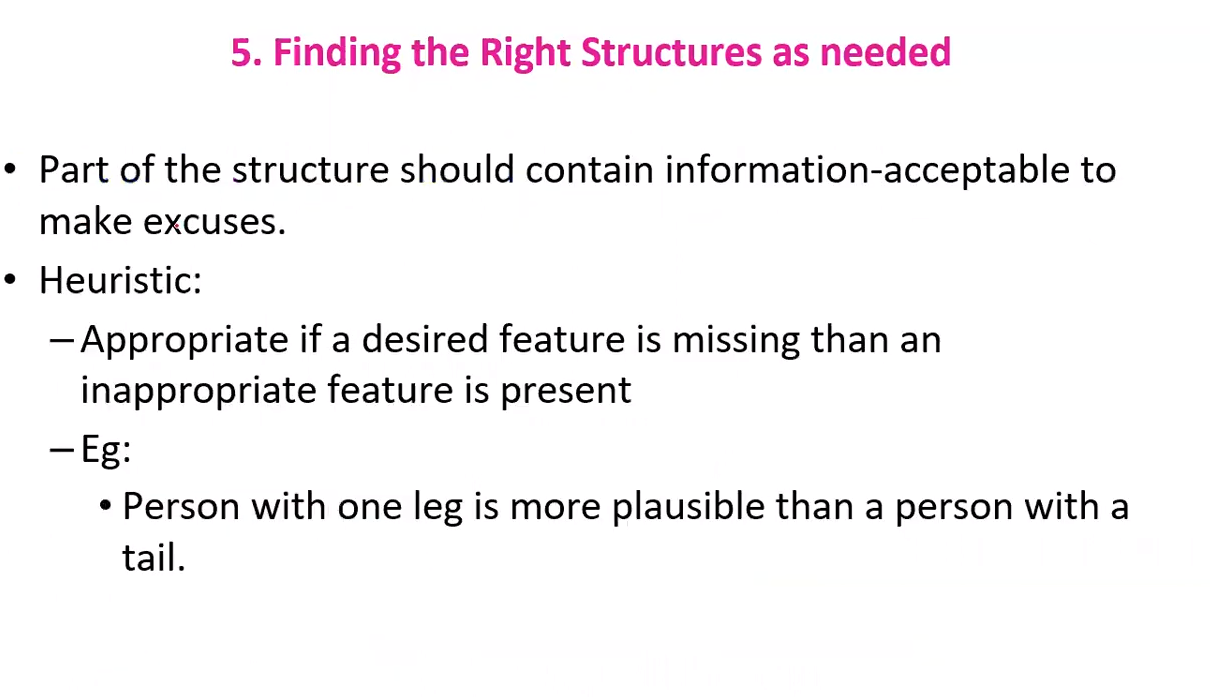 5. Finding the Right Structures as needed
• Part of the structure should contain information-acceptable to
make excuses.
• Heuristic:
–Appropriate if a desired feature is missing than an
inappropriate feature is present
–Eg:
• Person with one leg is more plausible than a person with a
tail.